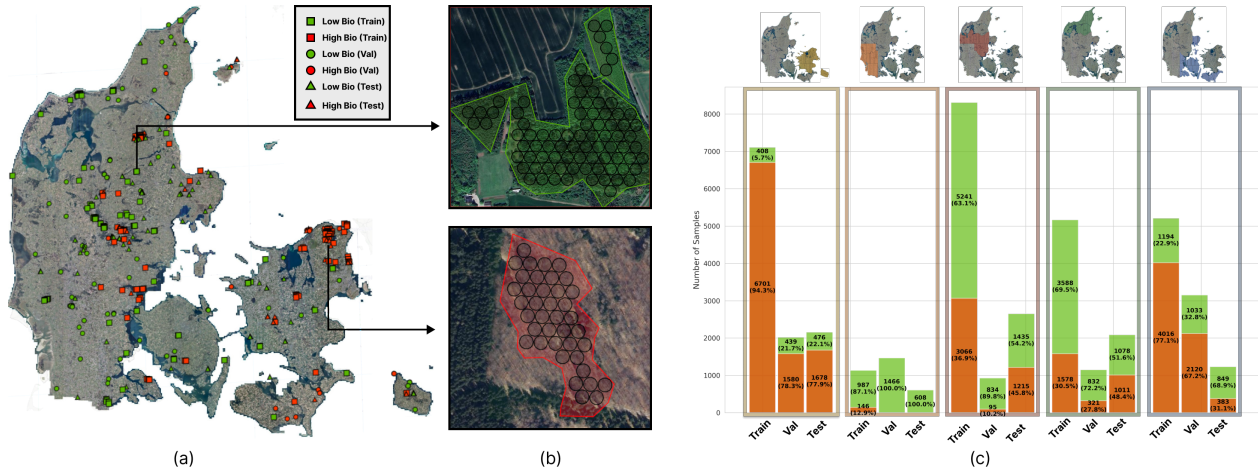 Low Bio (Train)
High Bio (Train)
Low Bio (Val)
High Bio (Val)
Low Bio (Test)
High Bio (Test)
(a)
(b)
Number of Samples
8000
7000
6000
5000
4000
3000
2000
1000
0
408
(5.7%)
6701
(94.3%)
439
(21.7%)
1580
(78.3%)
476
(22.1%)
1678
(77.9%)
987
(87.1%)
146
(12.9%)
1466
(100.0%)
608
(100.0%)
5241
(63.1%)
3066
(36.9%)
834
(89.8%)
95
(10.2%)
1435
(54.2%)
1215
(45.8%)
3588
(69.5%)
1578
(30.5%)
832
(72.2%)
321
(27.8%)
1078
(51.6%)
1011
(48.4%)
1194
(22.9%)
4016
(77.1%)
1033
(32.8%)
2120
(67.2%)
849
(68.9%)
383
(31.1%)
Train
Val
Test
Train
Val
Test
Train
Val
Test
Train
Val
Test
Train
Val
Test
(c)